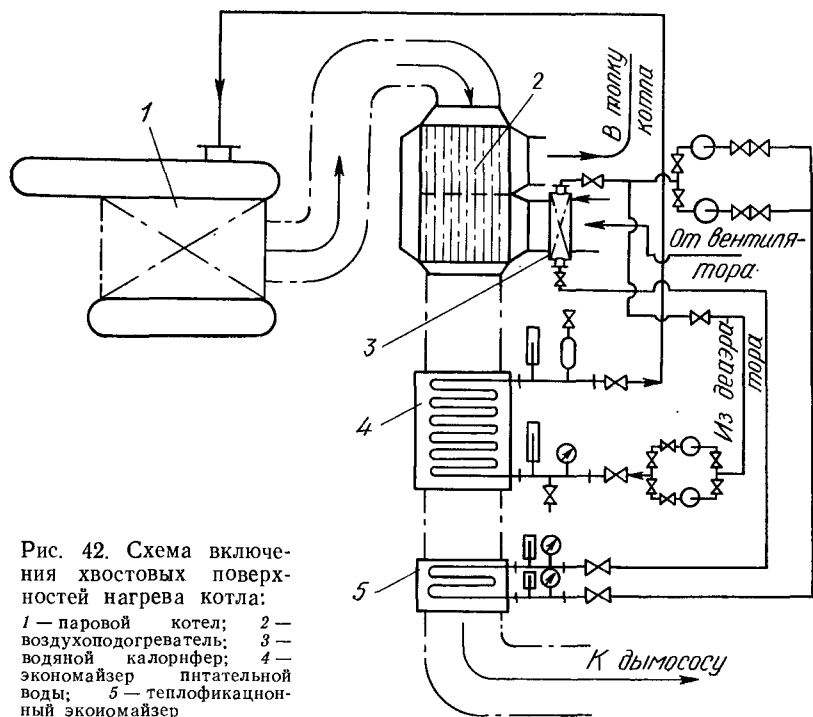 1
2
В топку
котла
От вентиля-
тора
3
Из деаэра-
тора
4
5
К дымососу
Рис. 42. Схема включе-
ния хвостовых поверх-
ностей нагрева котла:
1 — паровой котел; 2 —
воздухоподогреватель; 3 —
водяной калорифер; 4 —
экономайзер питательной
воды; 5 — теплофикацион-
ный экономайзер